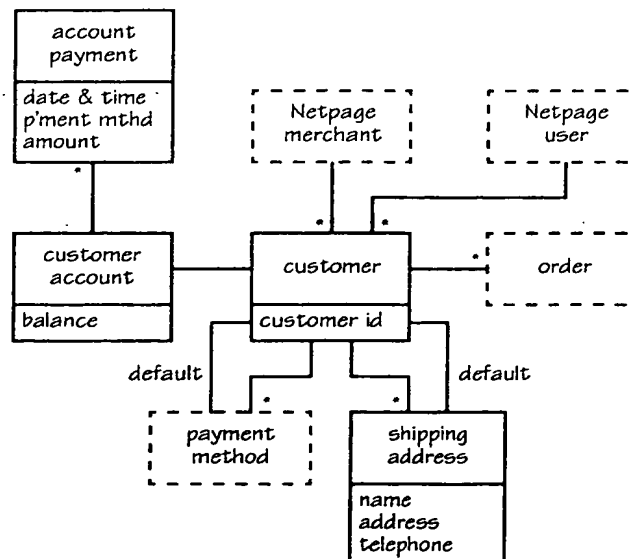 account
payment
date & time
p'ment mthd
amount
*
Netpage
merchant
*
Netpage
user
*
customer
account
balance
customer
customer id
*
order
default
*
payment
method
default
*
shipping
address
name
address
telephone